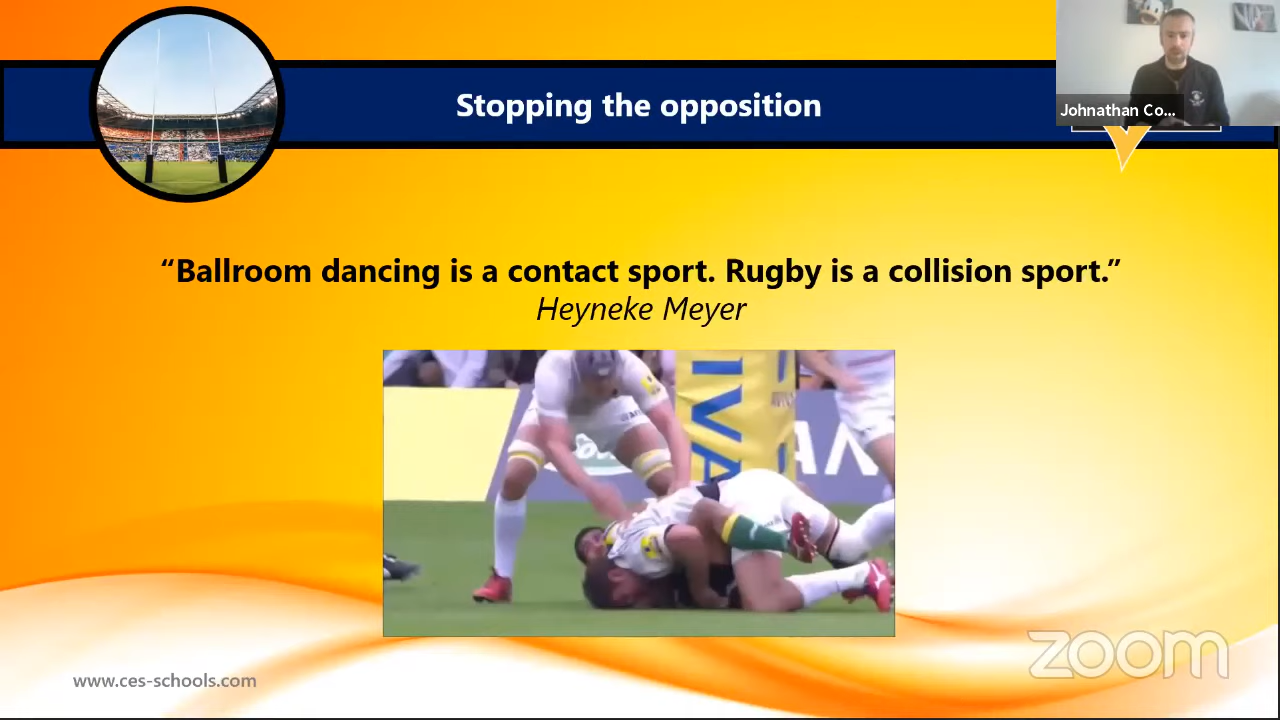 Stopping the opposition
Johnathan Co...
“Ballroom dancing is a contact sport. Rugby is a collision sport.”
Heyneke Meyer
IVA
www.ces-schools.com
zoom